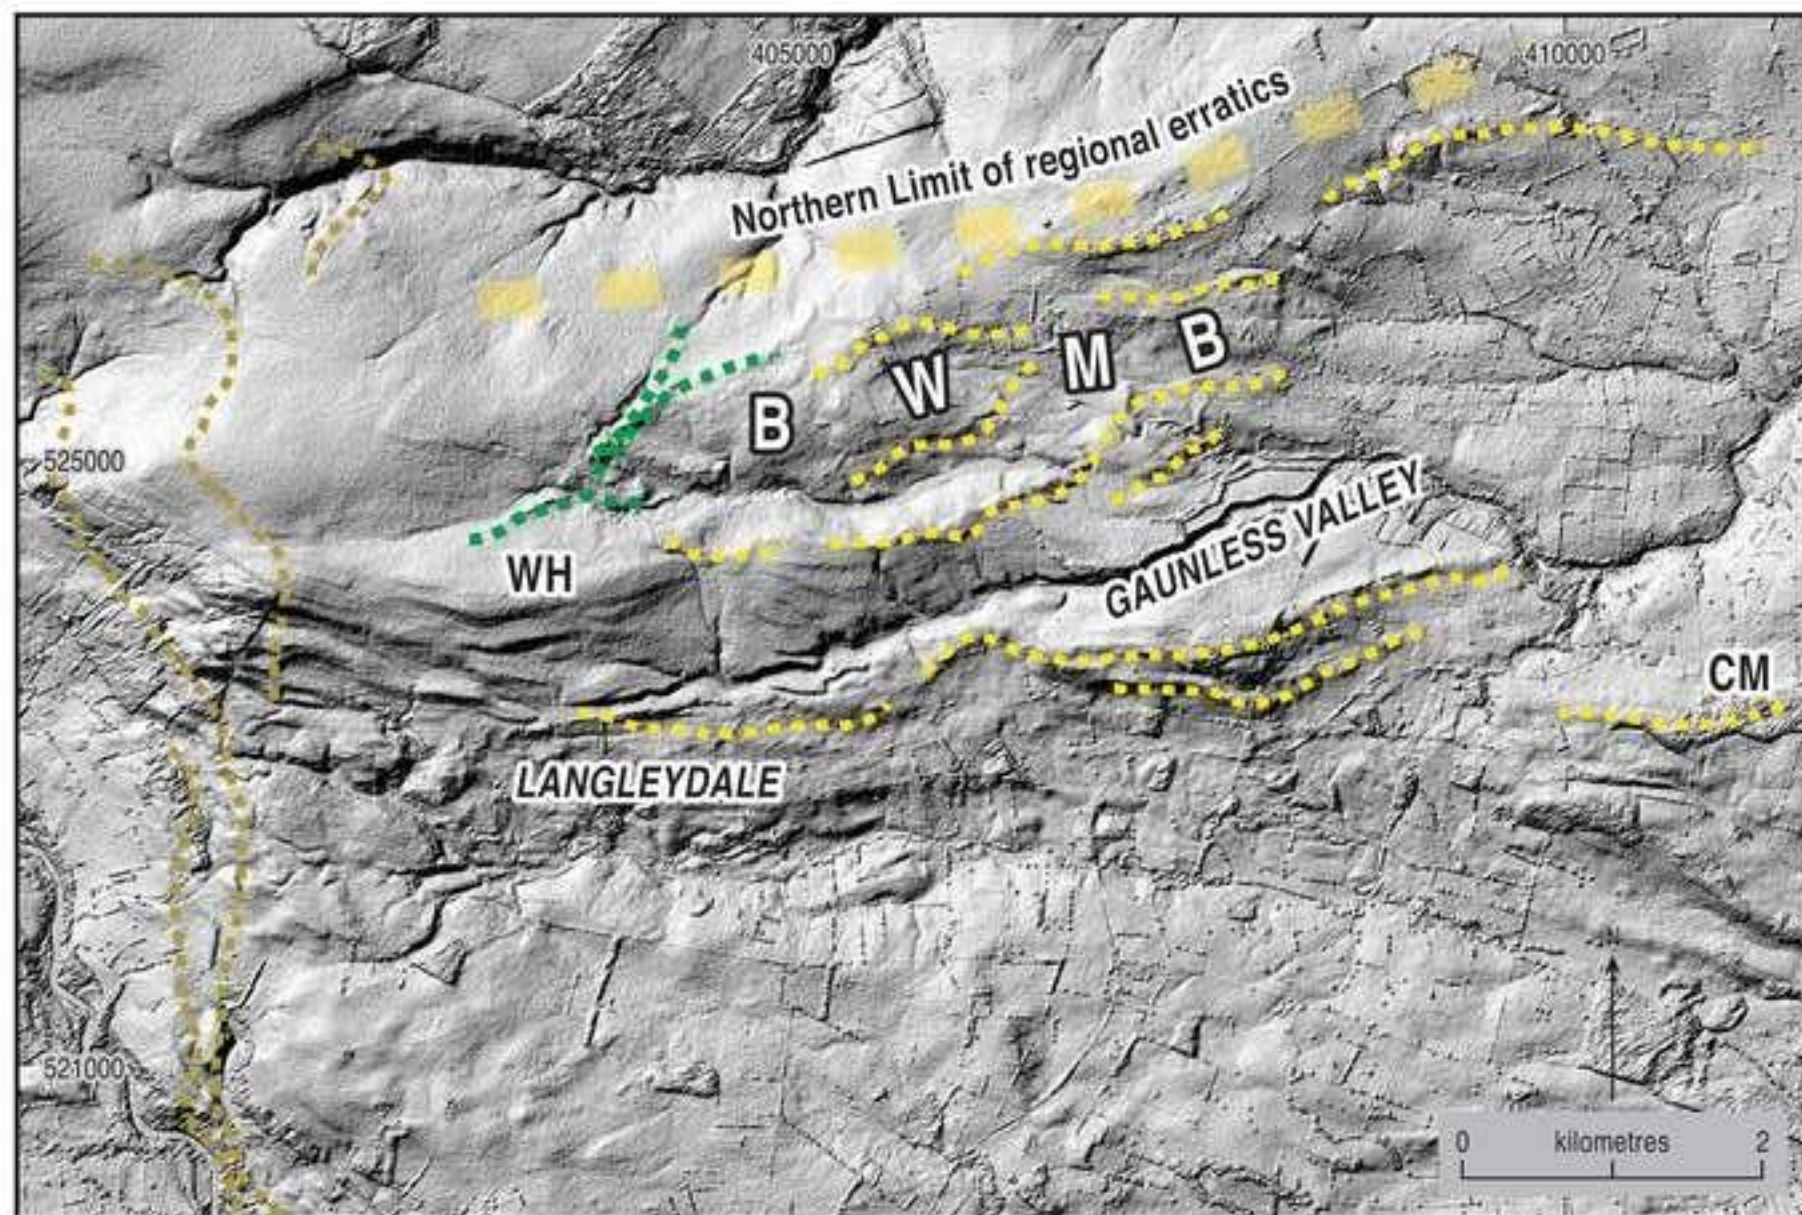 405000
410000
Northern Limit of regional erratics
B
W
M
B
525000
GAUNLESS VALLEY
WH
CM
LANGLEYDALE
521000
N
0 kilometres 2